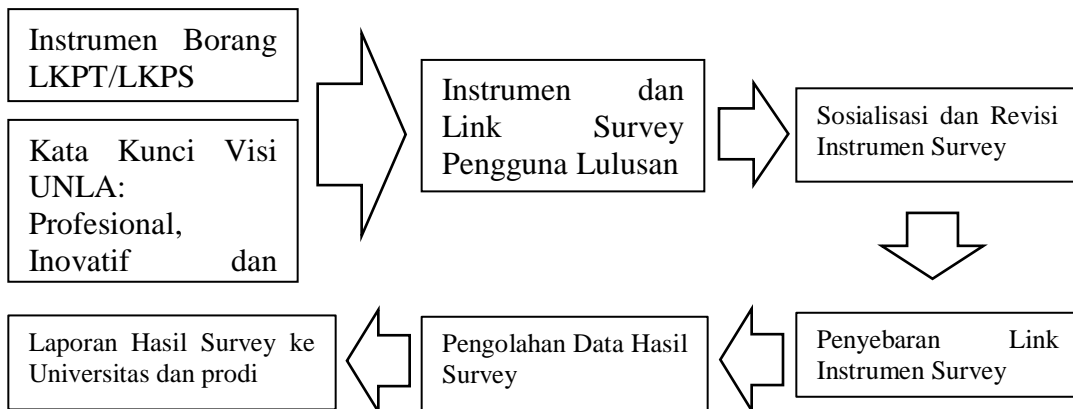 Instrumen Borang
LKPT/LKPS
Kata Kunci Visi
UNLA:
Profesional,
Inovatif dan
Instrumen dan
Link Survey
Pengguna Lulusan
Sosialisasi dan Revisi
Instrumen Survey
Penyebaran Link
Instrumen Survey
Pengolahan Data Hasil
Survey
Laporan Hasil Survey ke
Universitas dan prodi